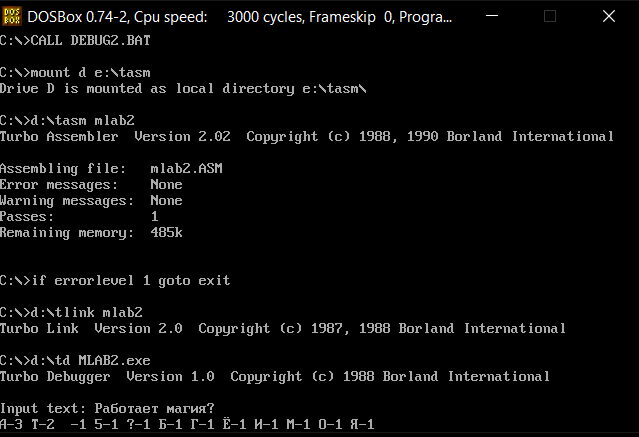 DOS BOX DOSBox 0.74-2, Cpu speed: 3000 cycles, Frameskip 0, Progra...
C:\>CALL DEBUG2.BAT
C:\>mount d e:\tasm
Drive D is mounted as local directory e:\tasm\
C:\>d:\tasm mlab2
Turbo Assembler Version 2.02 Copyright (c) 1988, 1990 Borland International
Assembling file: mlab2.ASM
Error messages: None
Warning messages: None
Passes: 1
Remaining memory: 485k
C:\>if errorlevel 1 goto exit
C:\>d:\tlink mlab2
Turbo Link Version 2.0 Copyright (c) 1987, 1988 Borland International
C:\>d:\td MLAB2.exe
Turbo Debugger Version 1.0 Copyright (c) 1988 Borland International
Input text: Работает магия?
А-3 Т-2  -1 5-1 ?-1 Б-1 Г-1 Ё-1 И-1 М-1 О-1 Я-1